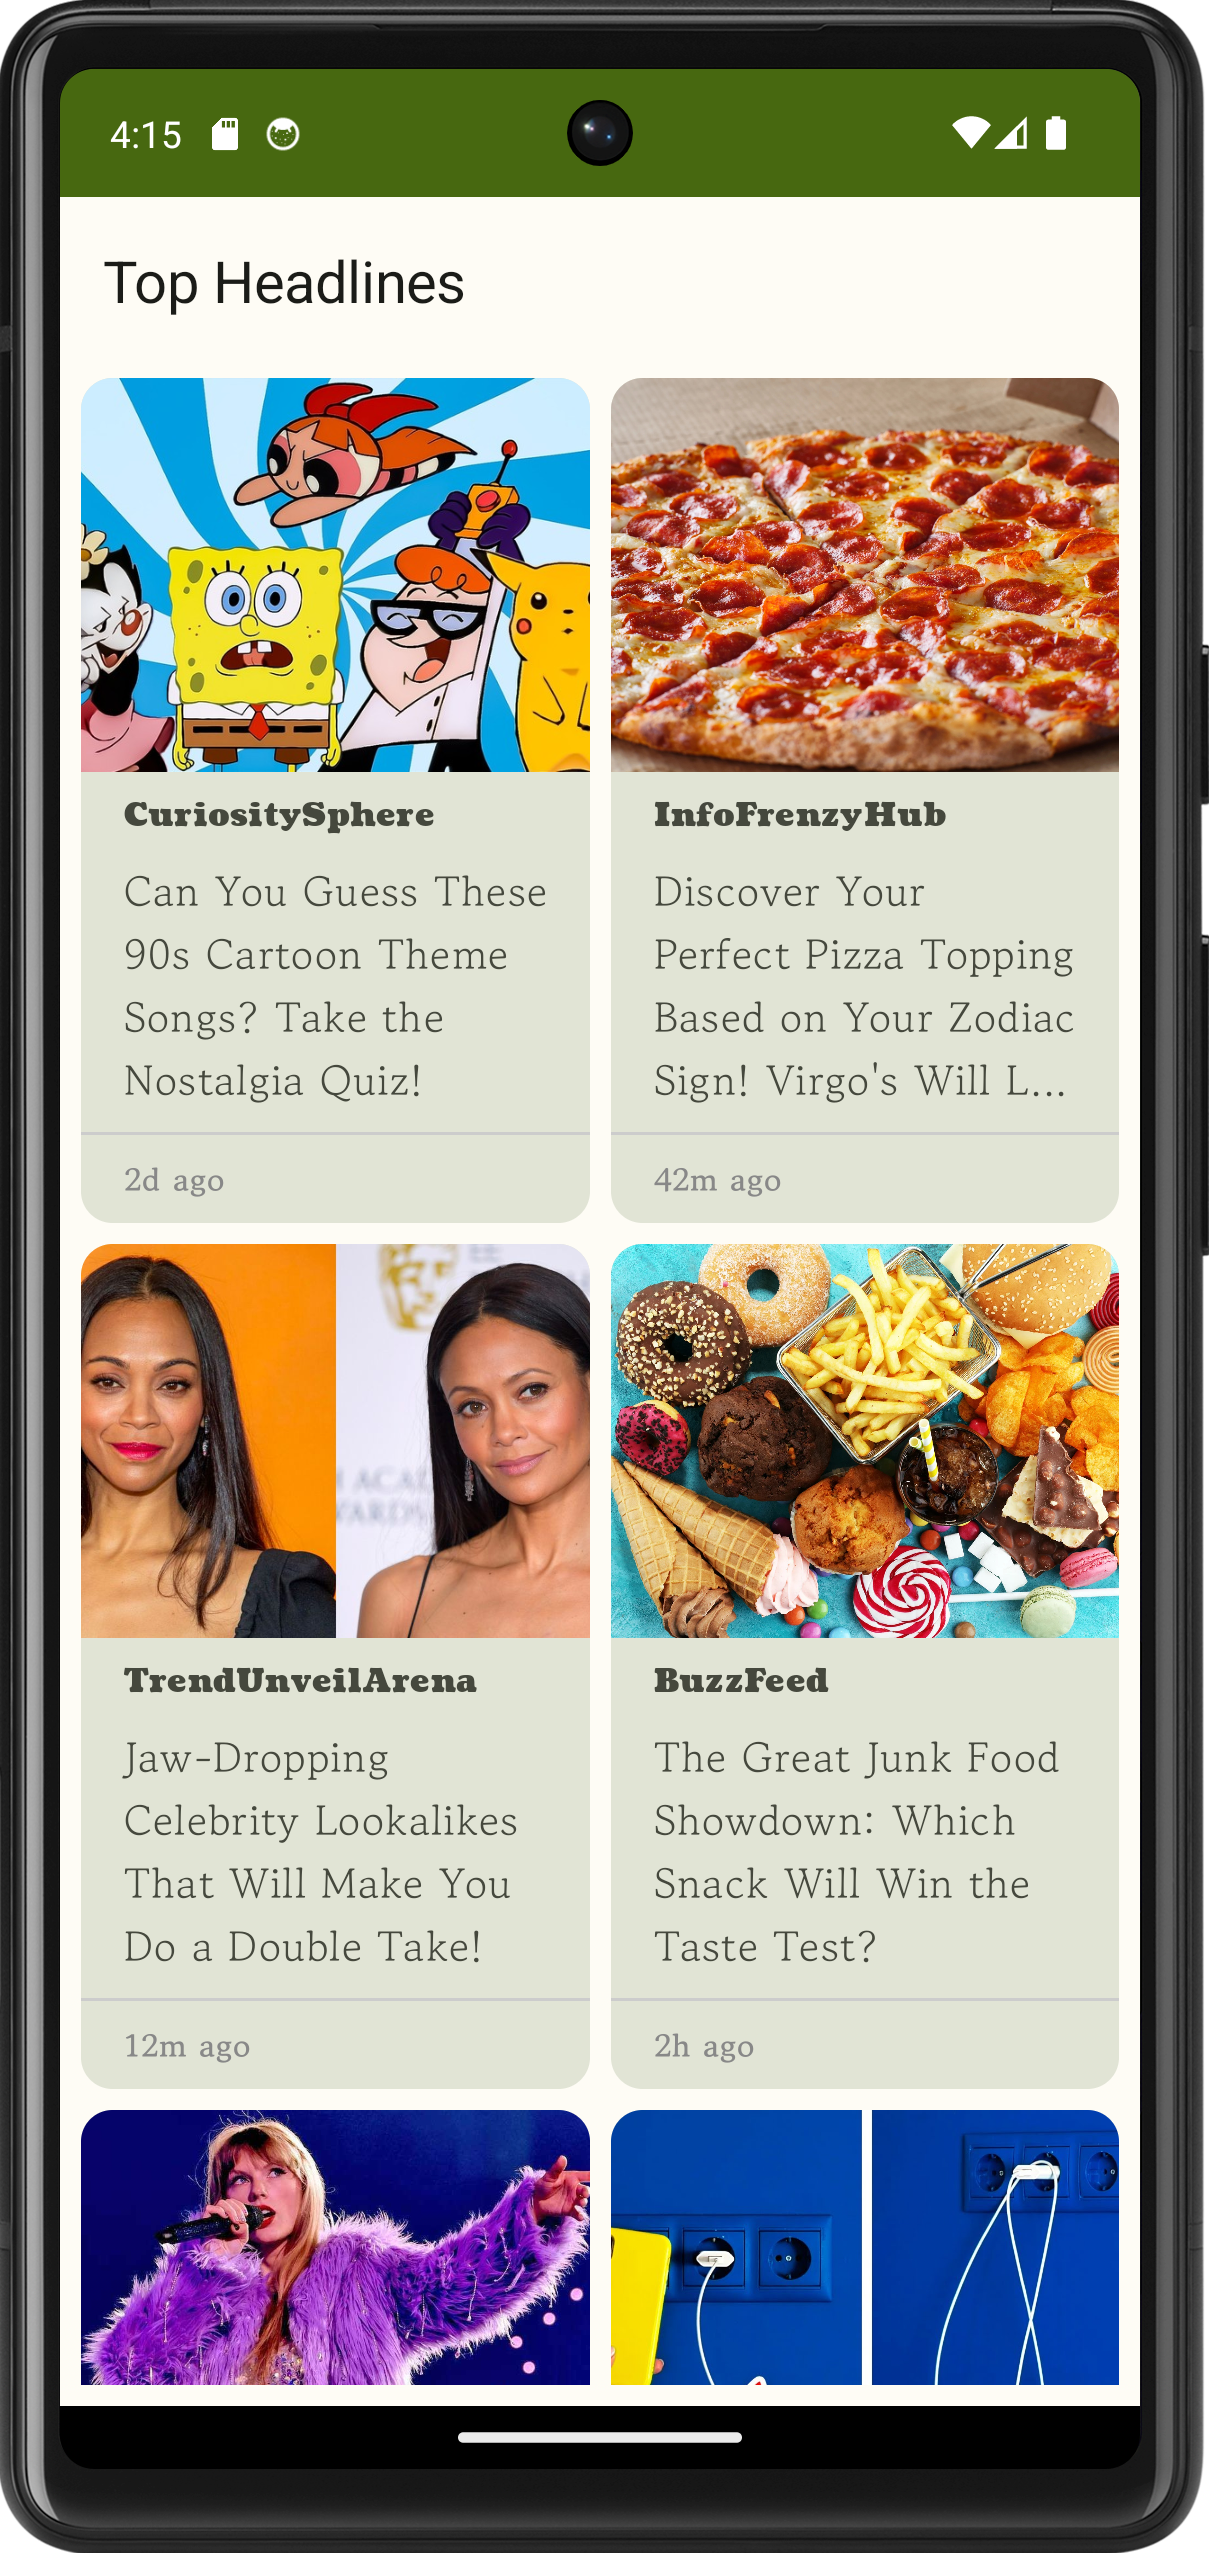 4:15
Top Headlines
CuriositySphere
Can You Guess These
90s Cartoon Theme
Songs? Take the
Nostalgia Quiz!
2d ago
InfoFrenzyHub
Discover Your
Perfect Pizza Topping
Based on Your Zodiac
Sign! Virgo's Will L...
42m ago
TrendUnveilArena
Jaw-Dropping
Celebrity Lookalikes
That Will Make You
Do a Double Take!
12m ago
BuzzFeed
The Great Junk Food
Showdown: Which
Snack Will Win the
Taste Test?
2h ago